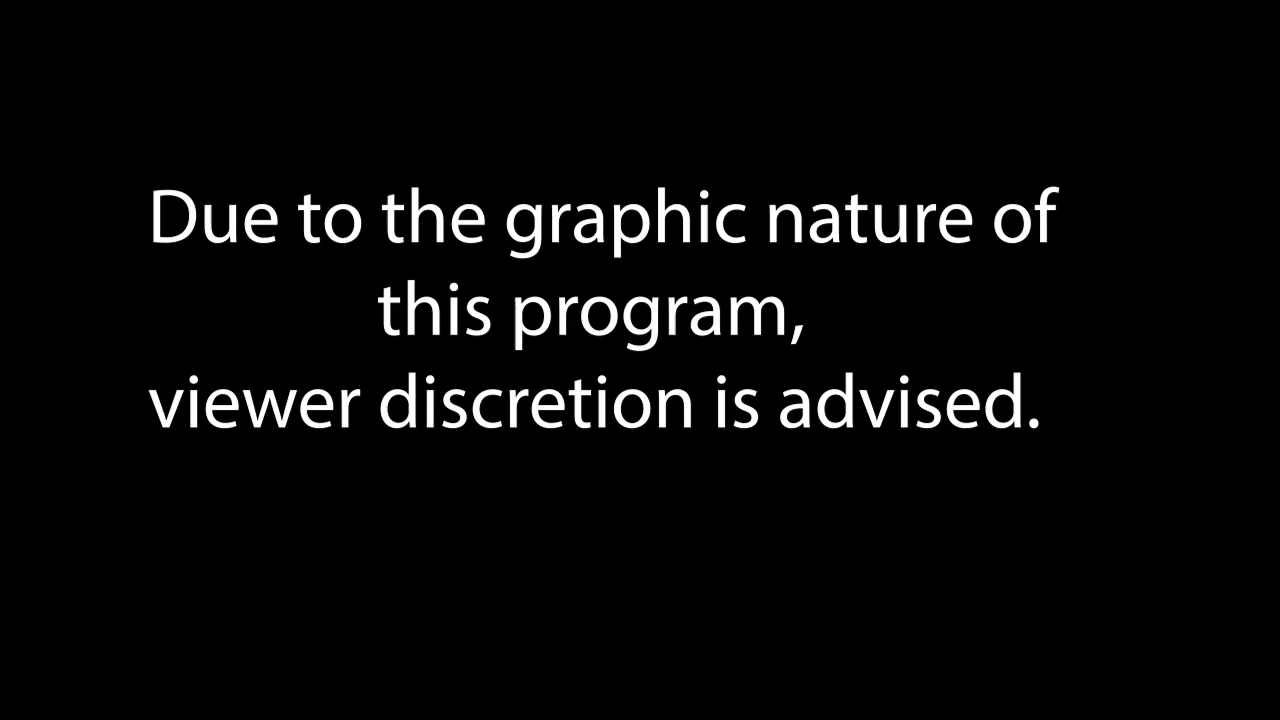 Due to the graphic nature of
this program,
viewer discretion is advised.